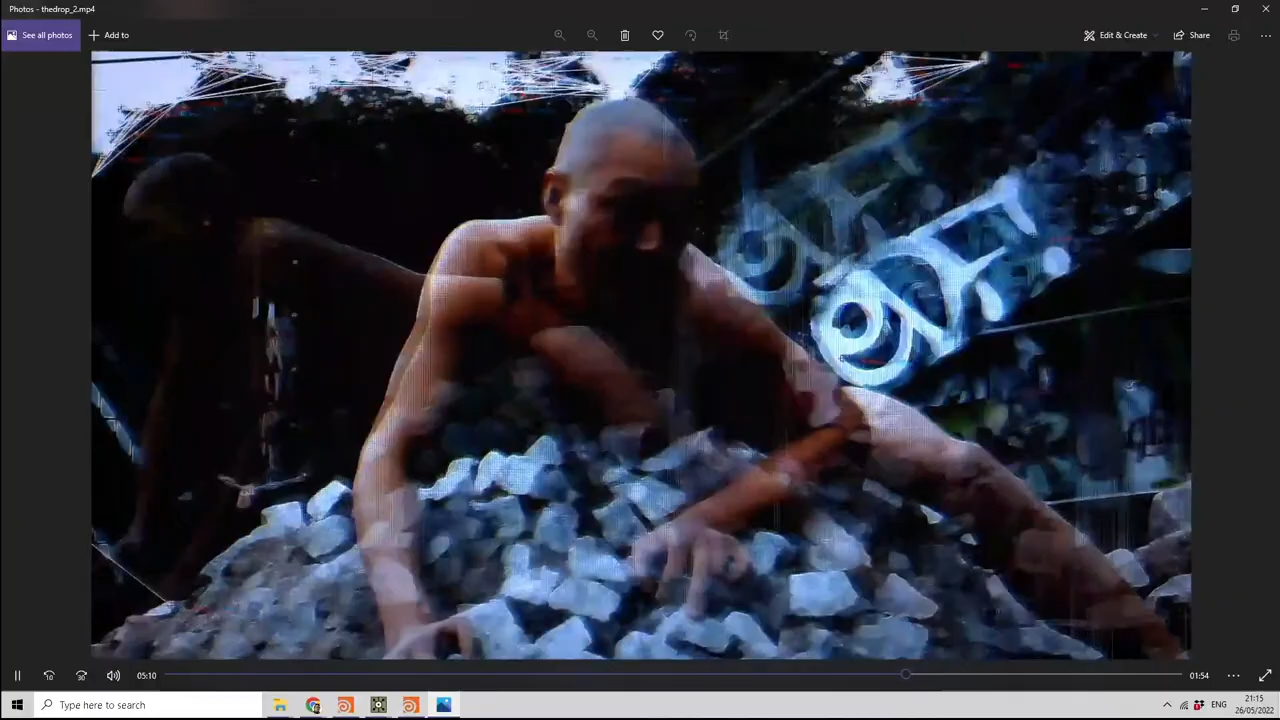 Photos - thedrop_2.mp4
See all photos
Add to
Edit & Create
Share
05:10
01:54
Type here to search
ENG
21:15
26/05/2022